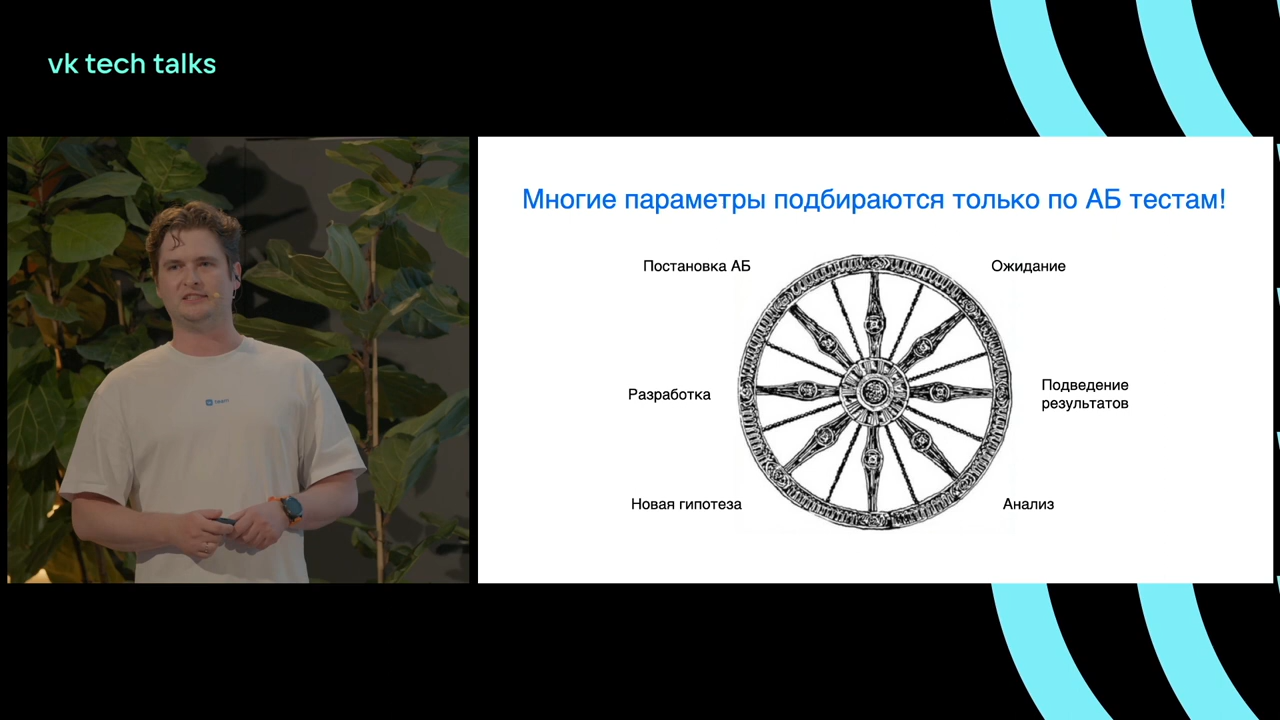 vk tech talks
Многие параметры подбираются только по АБ тестам!
Постановка АБ
Ожидание
Разработка
Подведение
результатов
Новая гипотеза
Анализ